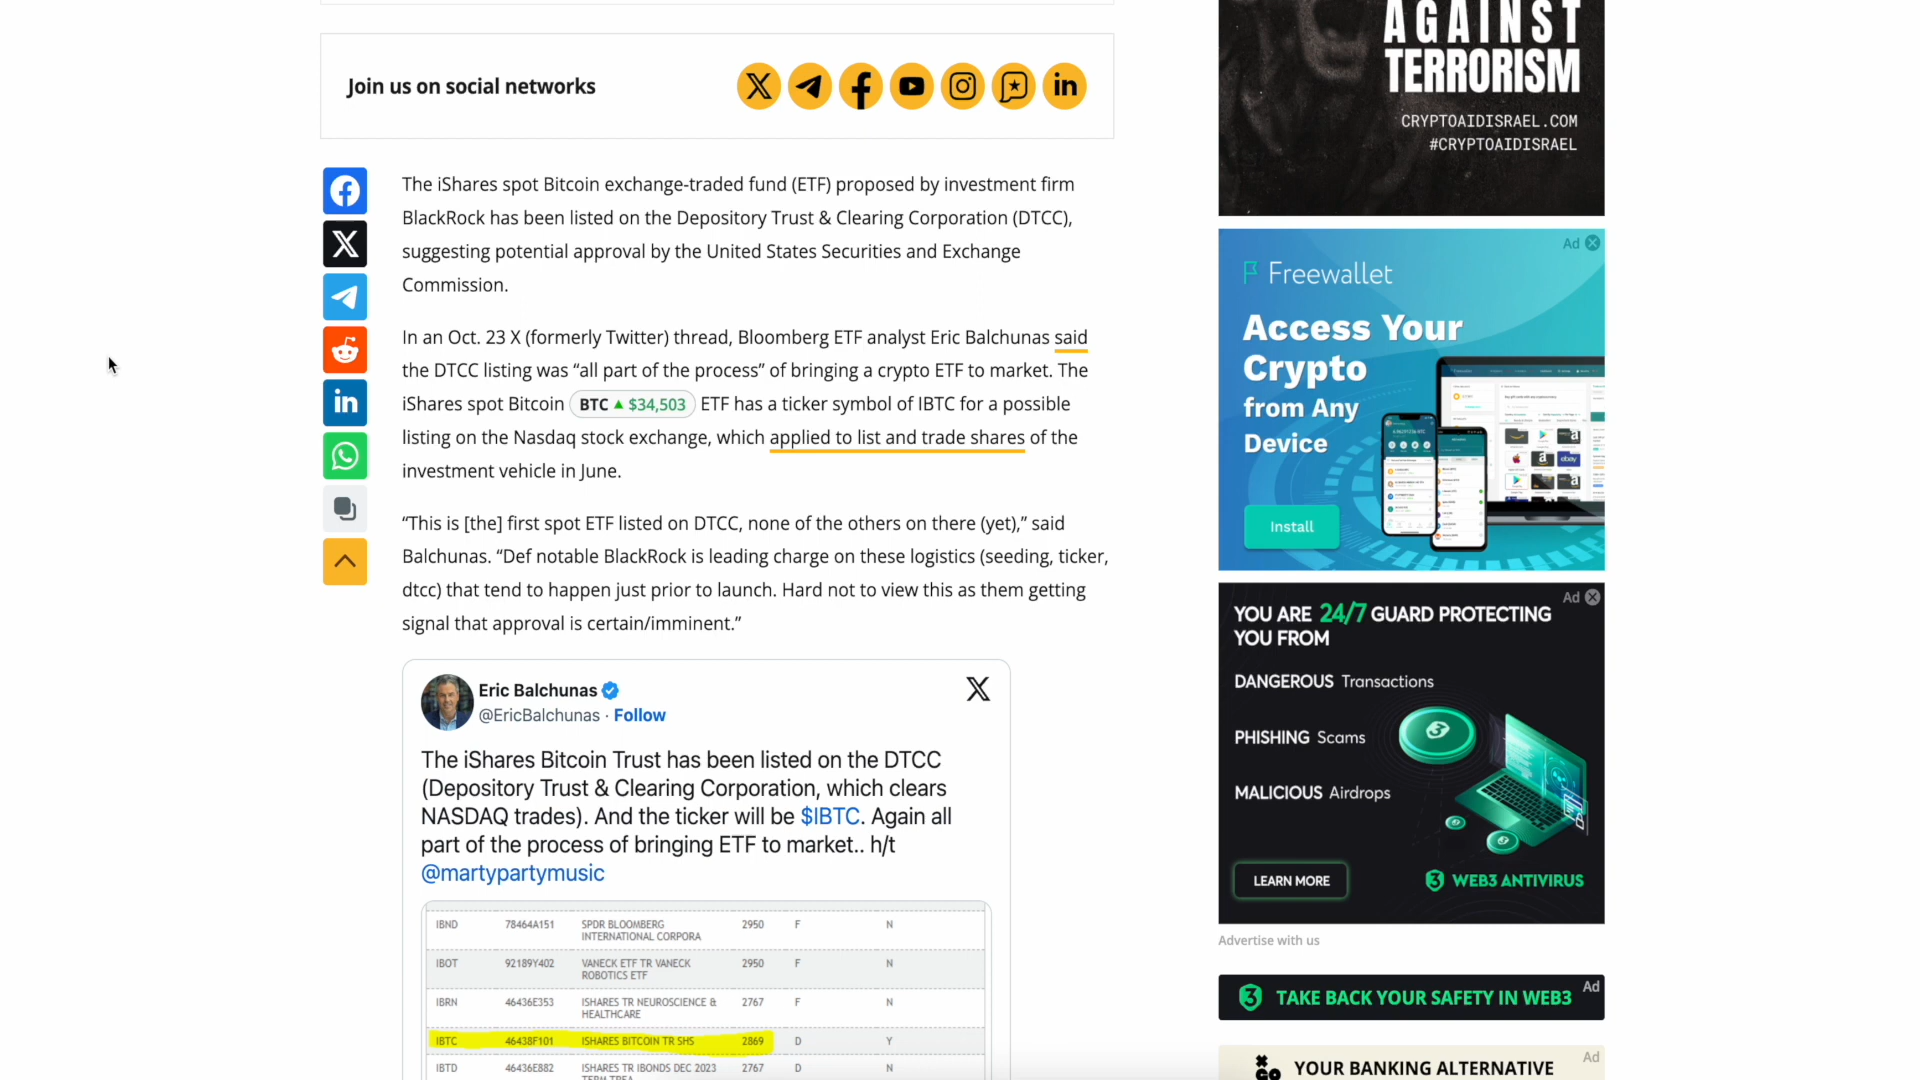 Join us on social networks
The iShares spot Bitcoin exchange-traded fund (ETF) proposed by investment firm
BlackRock has been listed on the Depository Trust & Clearing Corporation (DTCC),
suggesting potential approval by the United States Securities and Exchange
Commission.
In an Oct. 23 X (formerly Twitter) thread, Bloomberg ETF analyst Eric Balchunas said
the DTCC listing was “all part of the process” of bringing a crypto ETF to market. The
iShares spot Bitcoin BTC ▲ $34,503 ETF has a ticker symbol of IBTC for a possible
listing on the Nasdaq stock exchange, which applied to list and trade shares of the
investment vehicle in June.
“This is [the] first spot ETF listed on DTCC, none of the others on there (yet),” said
Balchunas. “Def notable BlackRock is leading charge on these logistics (seeding, ticker,
dtcc) that tend to happen just prior to launch. Hard not to view this as them getting
signal that approval is certain/imminent.”
Eric Balchunas
@EricBalchunas · Follow
The iShares Bitcoin Trust has been listed on the DTCC
(Depository Trust & Clearing Corporation, which clears
NASDAQ trades). And the ticker will be $IBTC. Again all
part of the process of bringing ETF to market.. h/t
@martypartymusic
IBND 78464A151 SPDR BLOOMBERG 2950 F N
INTERNATIONAL CORPORA
IBOT 92189Y402 VANECK ETF TR VANECK 2950 F N
ROBOTICS ETF
IBRN 46436E353 ISHARES TR NEUROSCIENCE & 2767 F N
HEALTHCARE
IBTC 46438F101 ISHARES BITCOIN TR SHS 2869 D Y
IBTD 46436E882 ISHARES TR IBONDS DEC 2023 2767 D N
AGAINST
TERRORISM
CRYPTOAIDISRAEL.COM
#CRYPTOAIDISRAEL
Ad
Freewallet
Access Your
Crypto
from Any
Device
Install
Ad
YOU ARE 24/7 GUARD PROTECTING
YOU FROM
DANGEROUS Transactions
PHISHING Scams
MALICIOUS Airdrops
LEARN MORE
WEB3 ANTIVIRUS
Advertise with us
TAKE BACK YOUR SAFETY IN WEB3
Ad
YOUR BANKING ALTERNATIVE
Ad